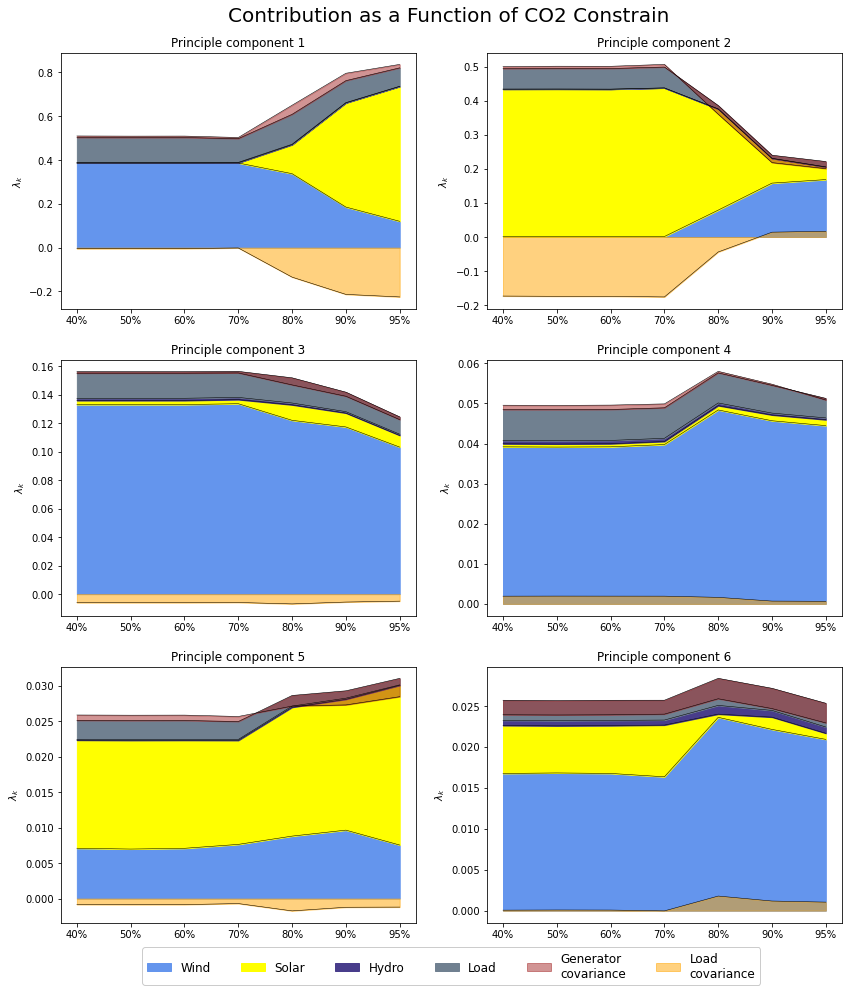 Contribution as a Function of CO2 Constrain
Principle component 1
Principle component 2
0.8
0.6
0.4
0.2
0.0
−0.2
λk
40% 50% 60% 70% 80% 90% 95%
0.5
0.4
0.3
0.2
0.1
0.0
−0.1
−0.2
λk
40% 50% 60% 70% 80% 90% 95%
Principle component 3
Principle component 4
0.16
0.14
0.12
0.10
0.08
0.06
0.04
0.02
0.00
λk
40% 50% 60% 70% 80% 90% 95%
0.06
0.05
0.04
0.03
0.02
0.01
0.00
λk
40% 50% 60% 70% 80% 90% 95%
Principle component 5
Principle component 6
0.030
0.025
0.020
0.015
0.010
0.005
0.000
λk
40% 50% 60% 70% 80% 90% 95%
0.025
0.020
0.015
0.010
0.005
0.000
λk
40% 50% 60% 70% 80% 90% 95%
Wind Solar Hydro Load Generator covariance Load covariance